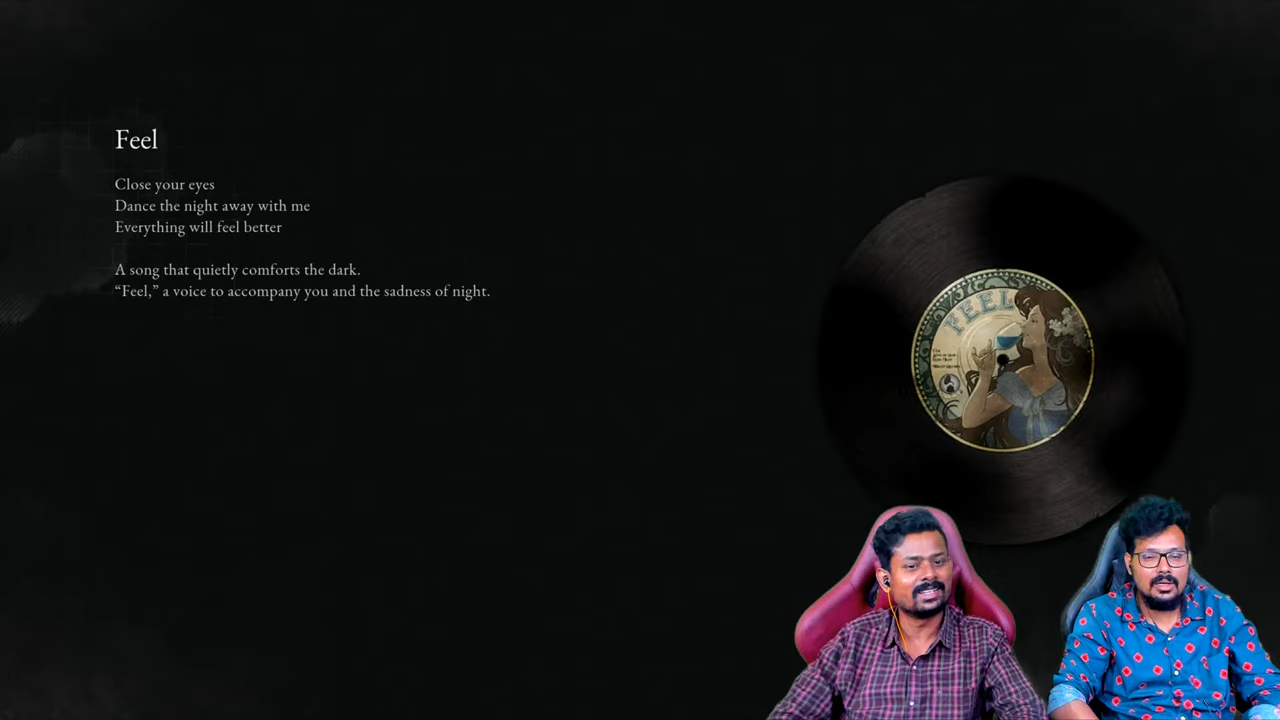 Feel
Close your eyes
Dance the night away with me
Everything will feel better
A song that quietly comforts the dark.
“Feel,” a voice to accompany you and the sadness of night.
FEEL